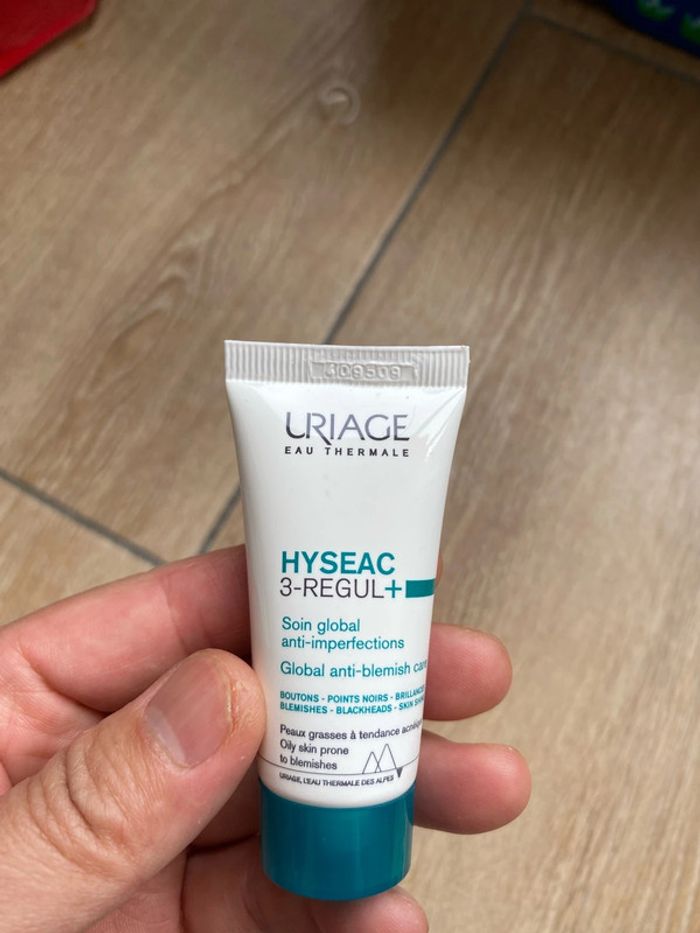 URIAGE
EAU THERMALE
HYSEAC
3-REGUL+
Soin global
anti-imperfections
Global anti-blemish care
BOUTONS - POINTS NOIRS - BRILLANCE
BLEMISHES - BLACKHEADS - SKIN
Peaux grasses à tendance
Oily skin prone
to blemishes
URIAGE, L'EAU THERMALE DES ALPES